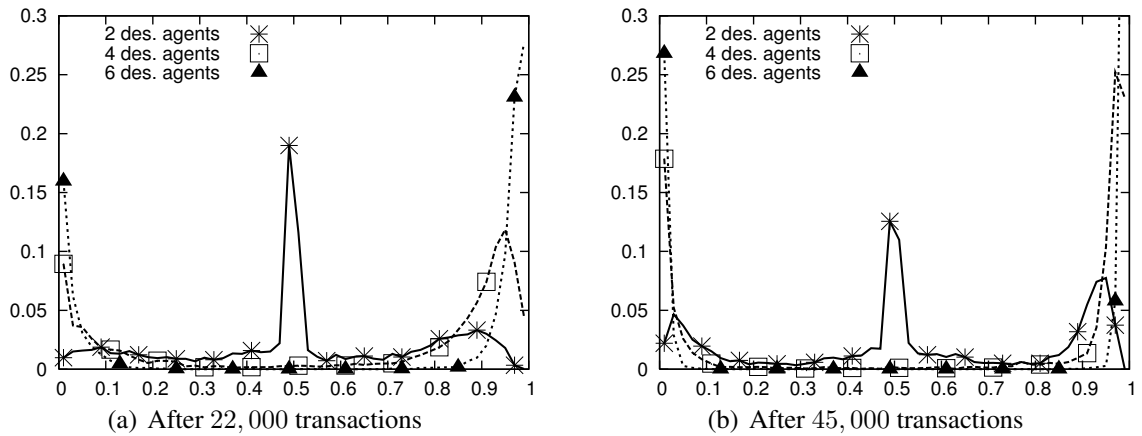 0.3
0.25
0.2
0.15
0.1
0.05
0
2 des. agents
4 des. agents
6 des. agents
0 0.1 0.2 0.3 0.4 0.5 0.6 0.7 0.8 0.9 1
(a) After 22,000 transactions
0.3
0.25
0.2
0.15
0.1
0.05
0
2 des. agents
4 des. agents
6 des. agents
0 0.1 0.2 0.3 0.4 0.5 0.6 0.7 0.8 0.9 1
(b) After 45,000 transactions